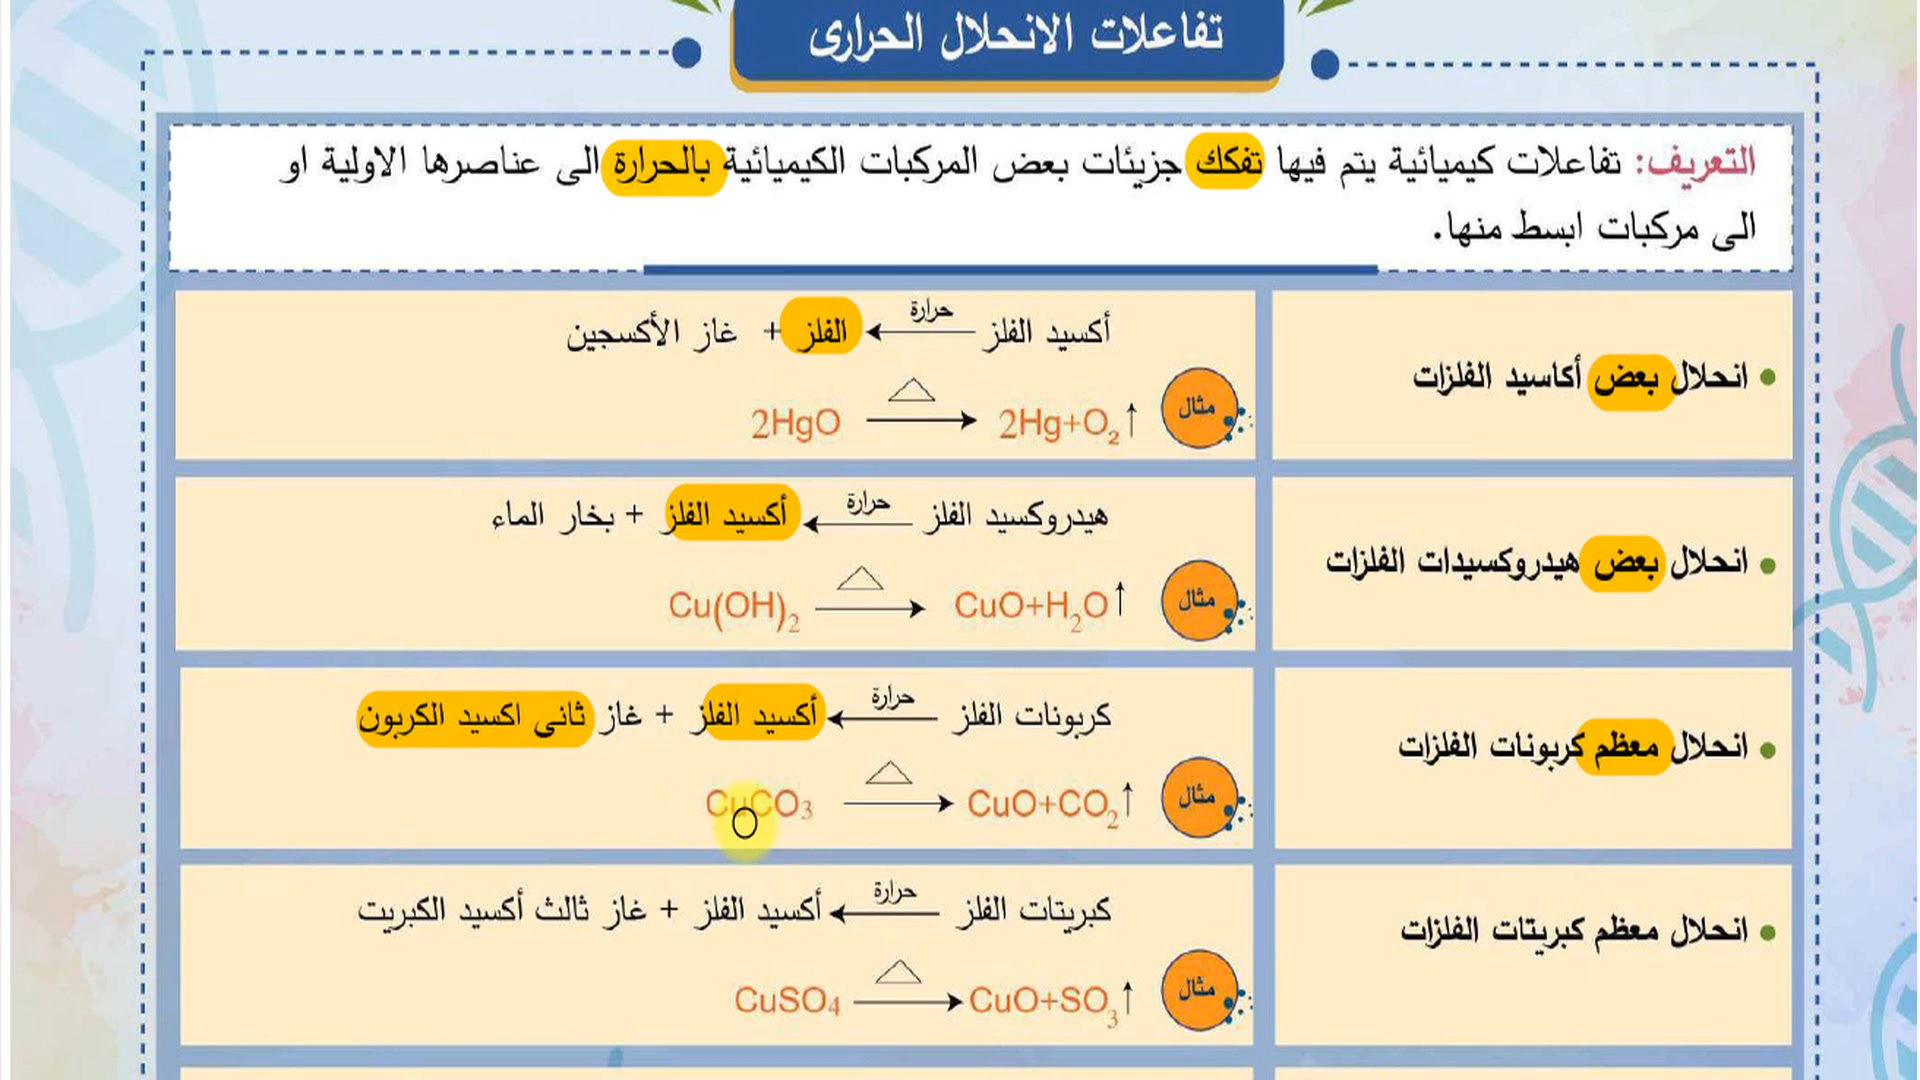 تفاعلات الانحلال الحرارى
التعريف: تفاعلات كيميائية يتم فيها تفكك جزيئات بعض المركبات الكيميائية بالحرارة الى عناصرها الاولية او
الى مركبات ابسط منها.
• انحلال بعض أكاسيد الفلزات
أكسيد الفلز ← حرارة الفلز + غاز الأكسجين
مثال
2HgO △→ 2Hg+O₂↑
• انحلال بعض هيدروكسيدات الفلزات
هيدروكسيد الفلز ← حرارة أكسيد الفلز + بخار الماء
مثال
Cu(OH)₂ △→ CuO+H₂O↑
• انحلال معظم كربونات الفلزات
كربونات الفلز ← حرارة أكسيد الفلز + غاز ثانى اكسيد الكربون
مثال
CuCO₃ △→ CuO+CO₂↑
• انحلال معظم كبريتات الفلزات
كبريتات الفلز ← حرارة أكسيد الفلز + غاز ثالث أكسيد الكبريت
مثال
CuSO₄ △→ CuO+SO₃↑